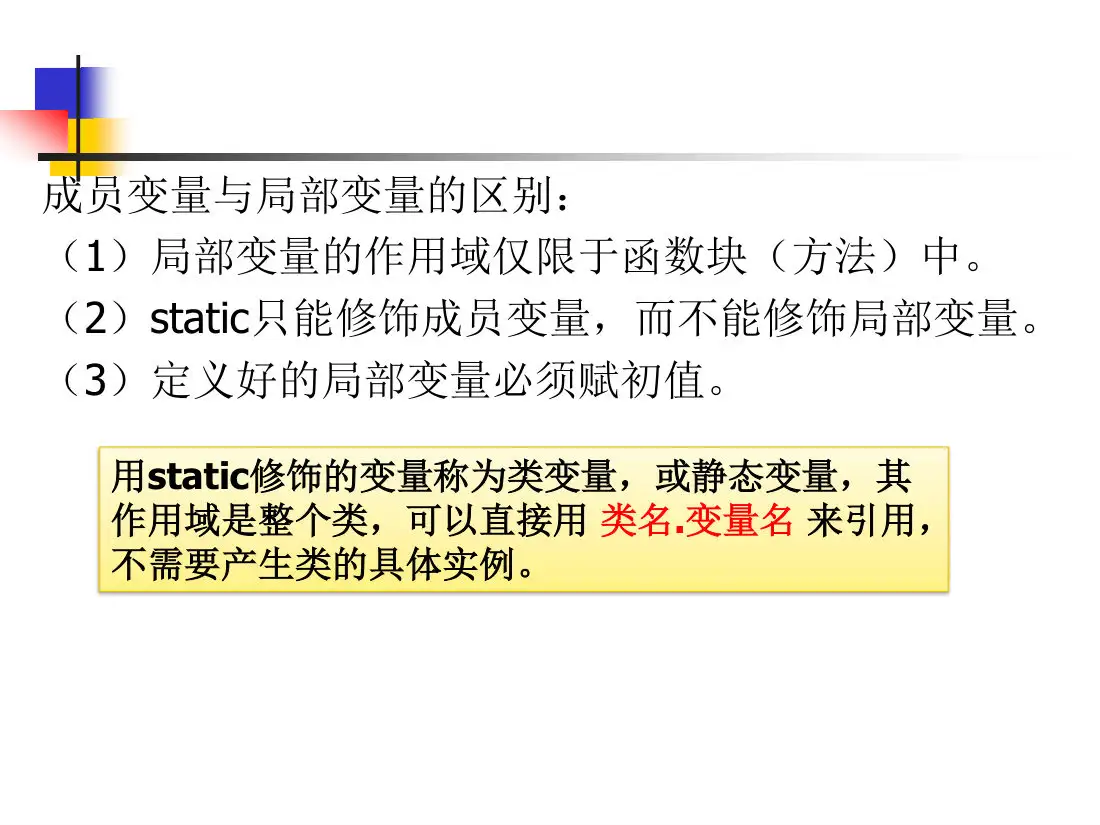 成员变量与局部变量的区别：
（1）局部变量的作用域仅限于函数块（方法）中。
（2）static只能修饰成员变量，而不能修饰局部变量。
（3）定义好的局部变量必须赋初值。
用static修饰的变量称为类变量，或静态变量，其
作用域是整个类，可以直接用 类名.变量名 来引用，
不需要产生类的具体实例。